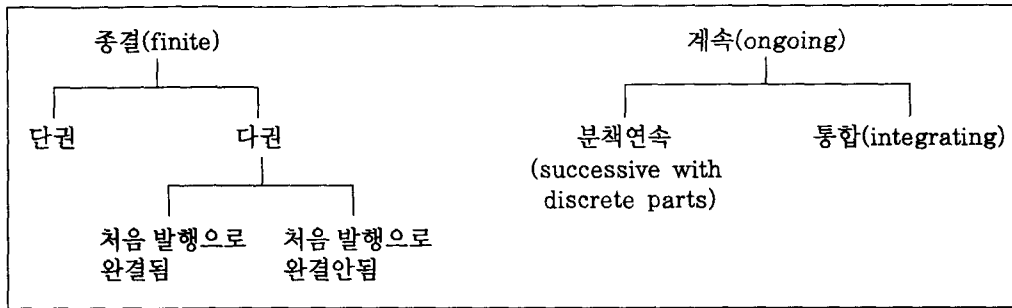 종결(finite)
계속(ongoing)
단권
다권
분책연속
(successive with
discrete parts)
통합(integrating)
처음 발행으로
완결됨
처음 발행으로
완결안됨